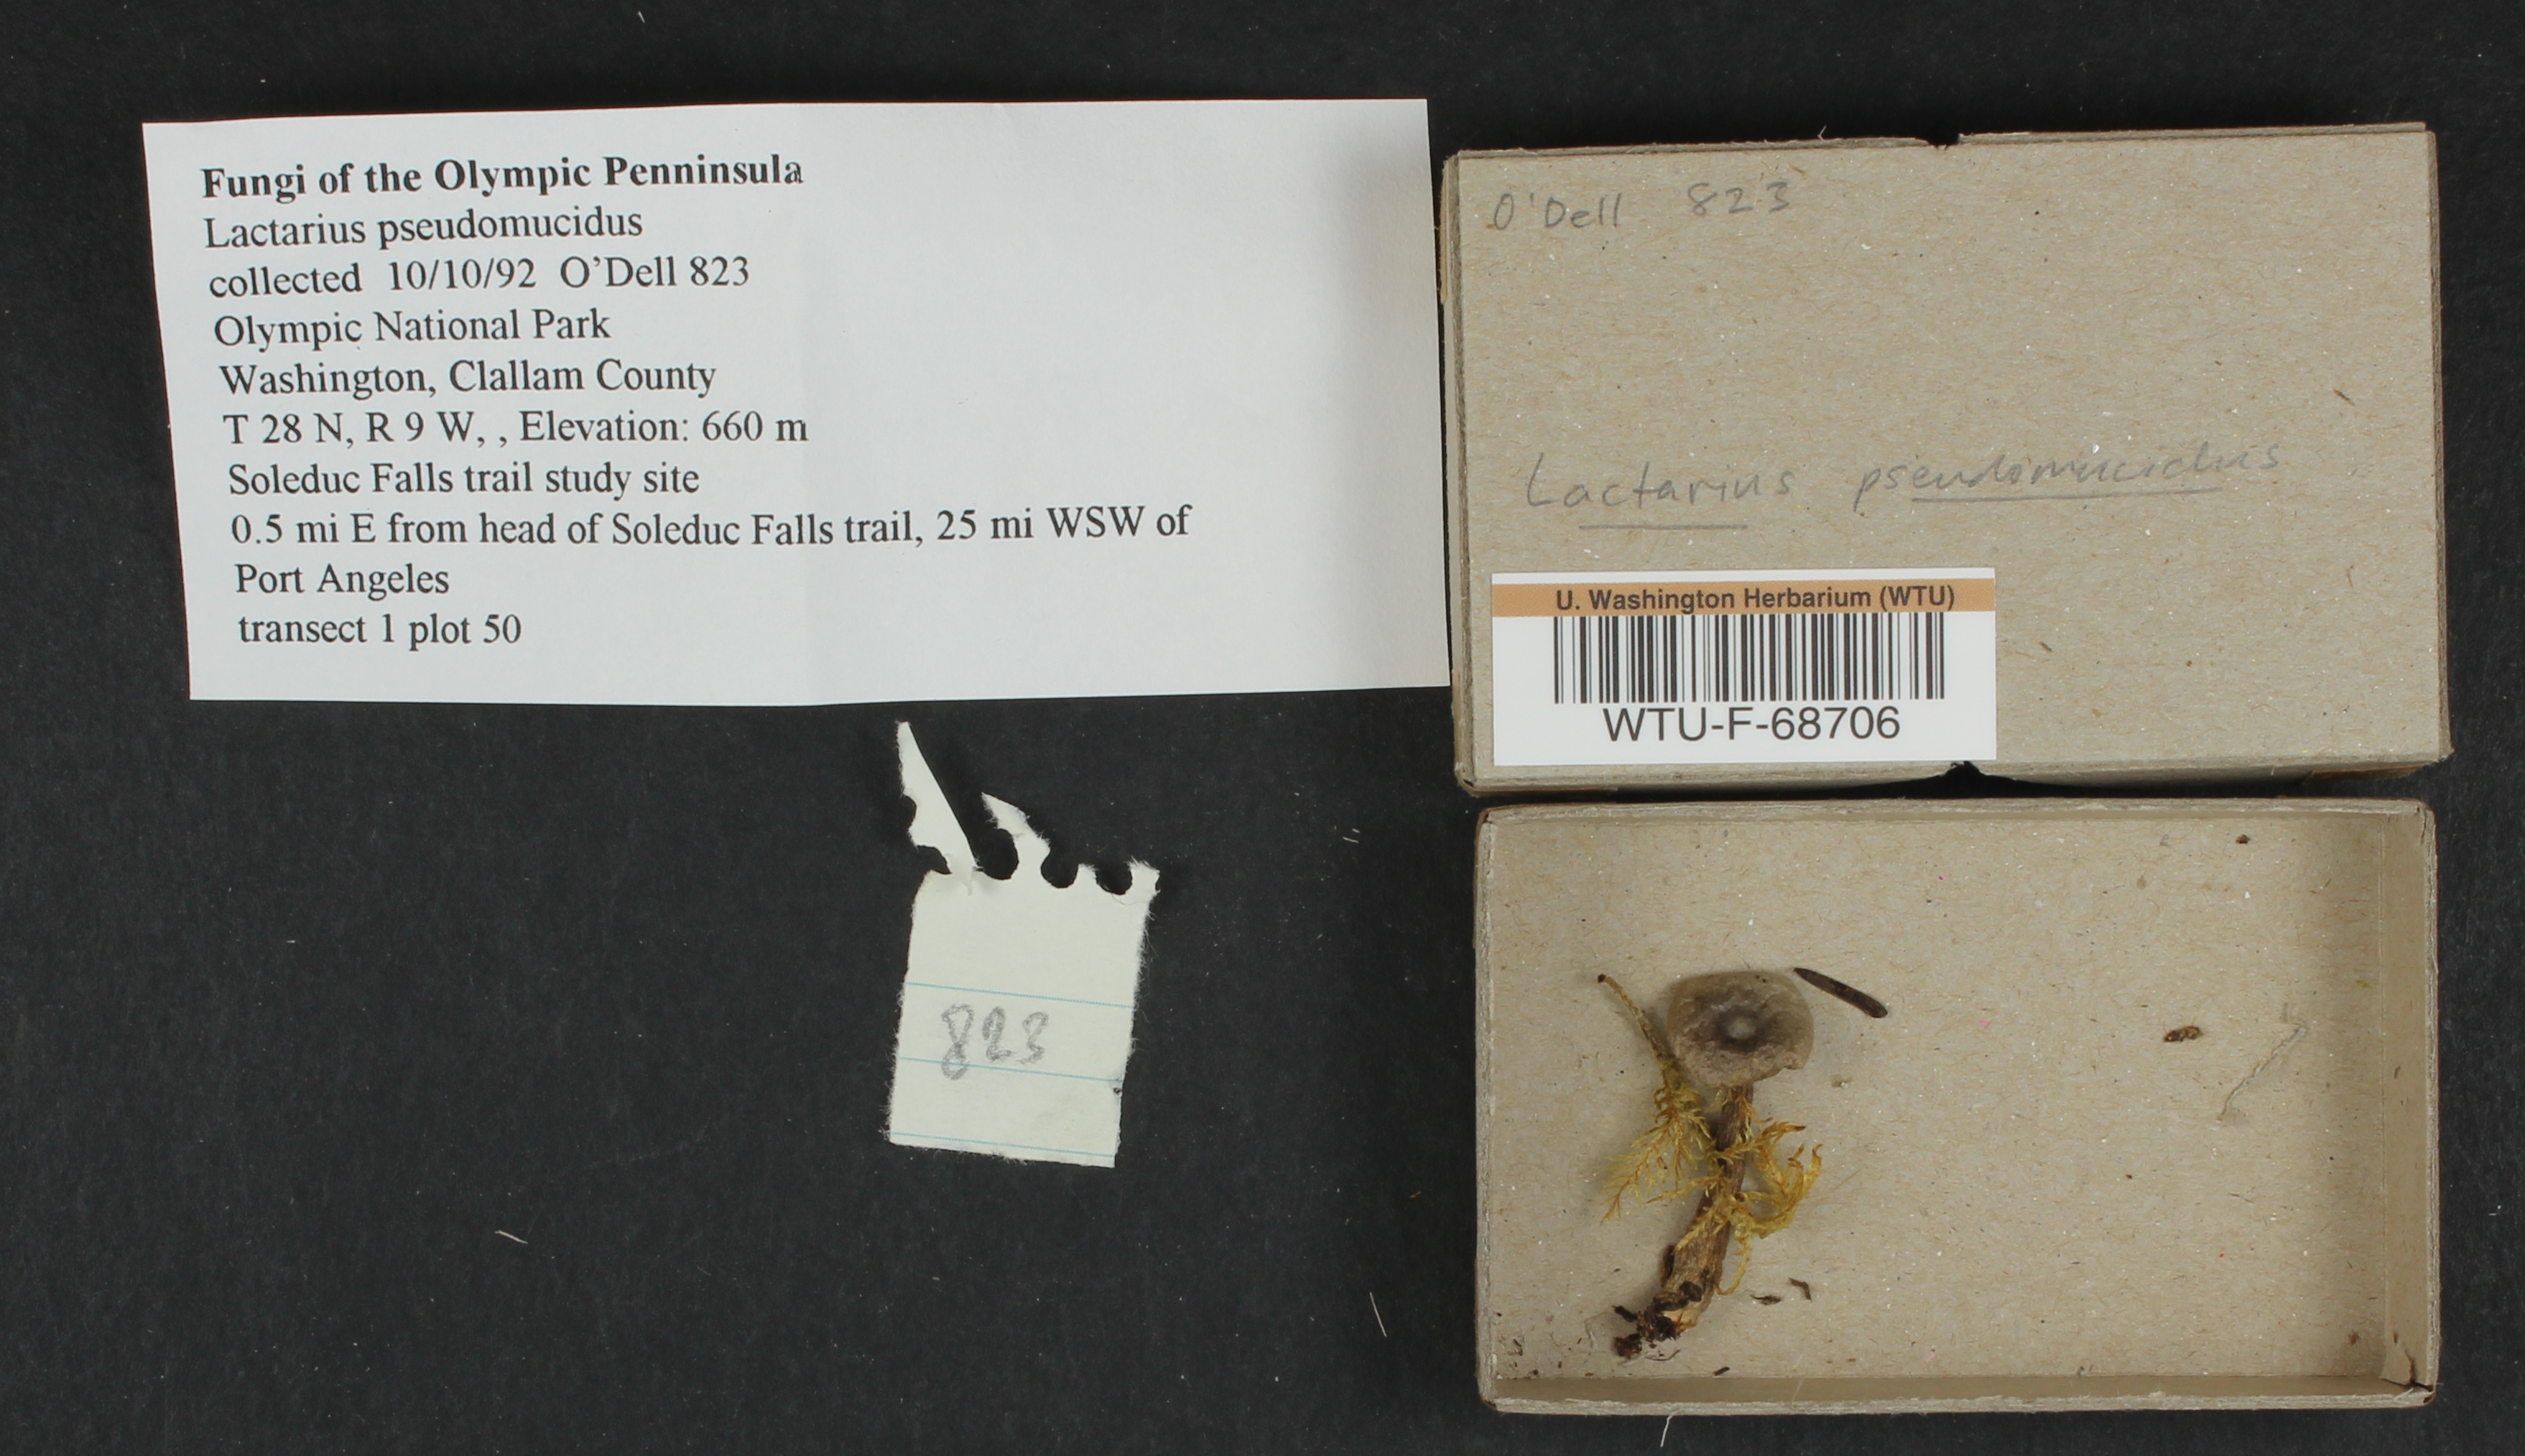 Fungi of the Olympic Penninsula
Lactarius pseudomucidus
collected 10/10/92 O'Dell 823
Olympic National Park
Washington, Clallam County
T 28 N, R 9 W, , Elevation: 660 m
Soleduc Falls trail study site
0.5 mi E from head of Soleduc Falls trail, 25 mi WSW of
Port Angeles
transect 1 plot 50
823
O'Dell 823
Lactarius pseudomucidus
U. Washington Herbarium (WTU)
WTU-F-68706